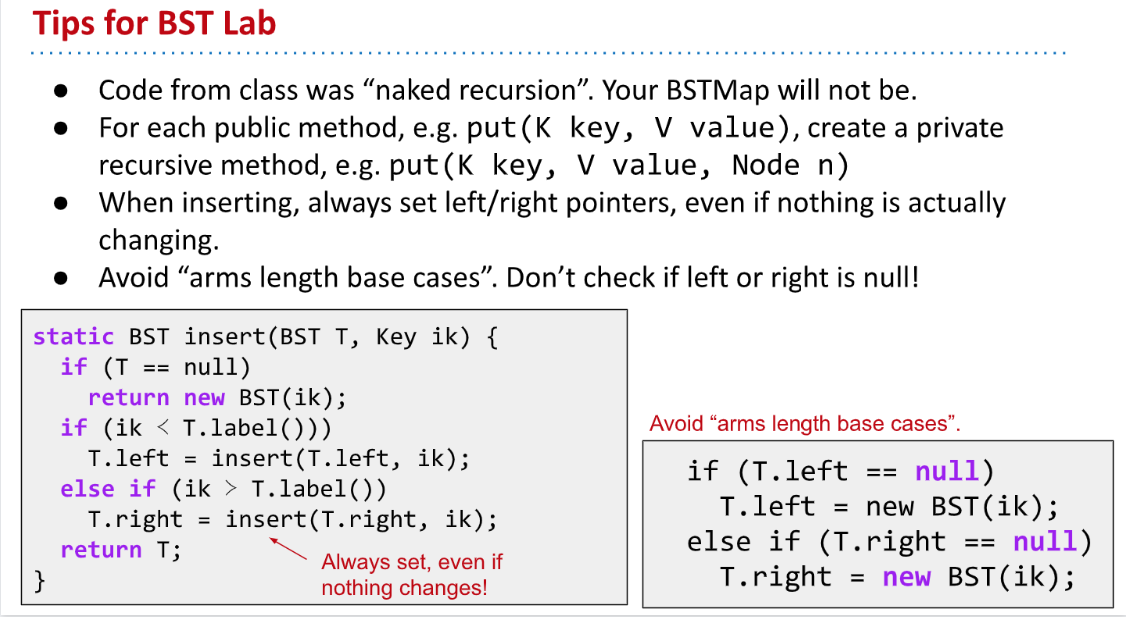 Tips for BST Lab
● Code from class was “naked recursion”. Your BSTMap will not be.
● For each public method, e.g. put(K key, V value), create a private
recursive method, e.g. put(K key, V value, Node n)
● When inserting, always set left/right pointers, even if nothing is actually
changing.
● Avoid “arms length base cases”. Don’t check if left or right is null!
static BST insert(BST T, Key ik) {
if (T == null)
return new BST(ik);
if (ik < T.label()))
T.left = insert(T.left, ik);
else if (ik > T.label())
T.right = insert(T.right, ik);
return T;
}
Always set, even if
nothing changes!
Avoid “arms length base cases”.
if (T.left == null)
T.left = new BST(ik);
else if (T.right == null)
T.right = new BST(ik);